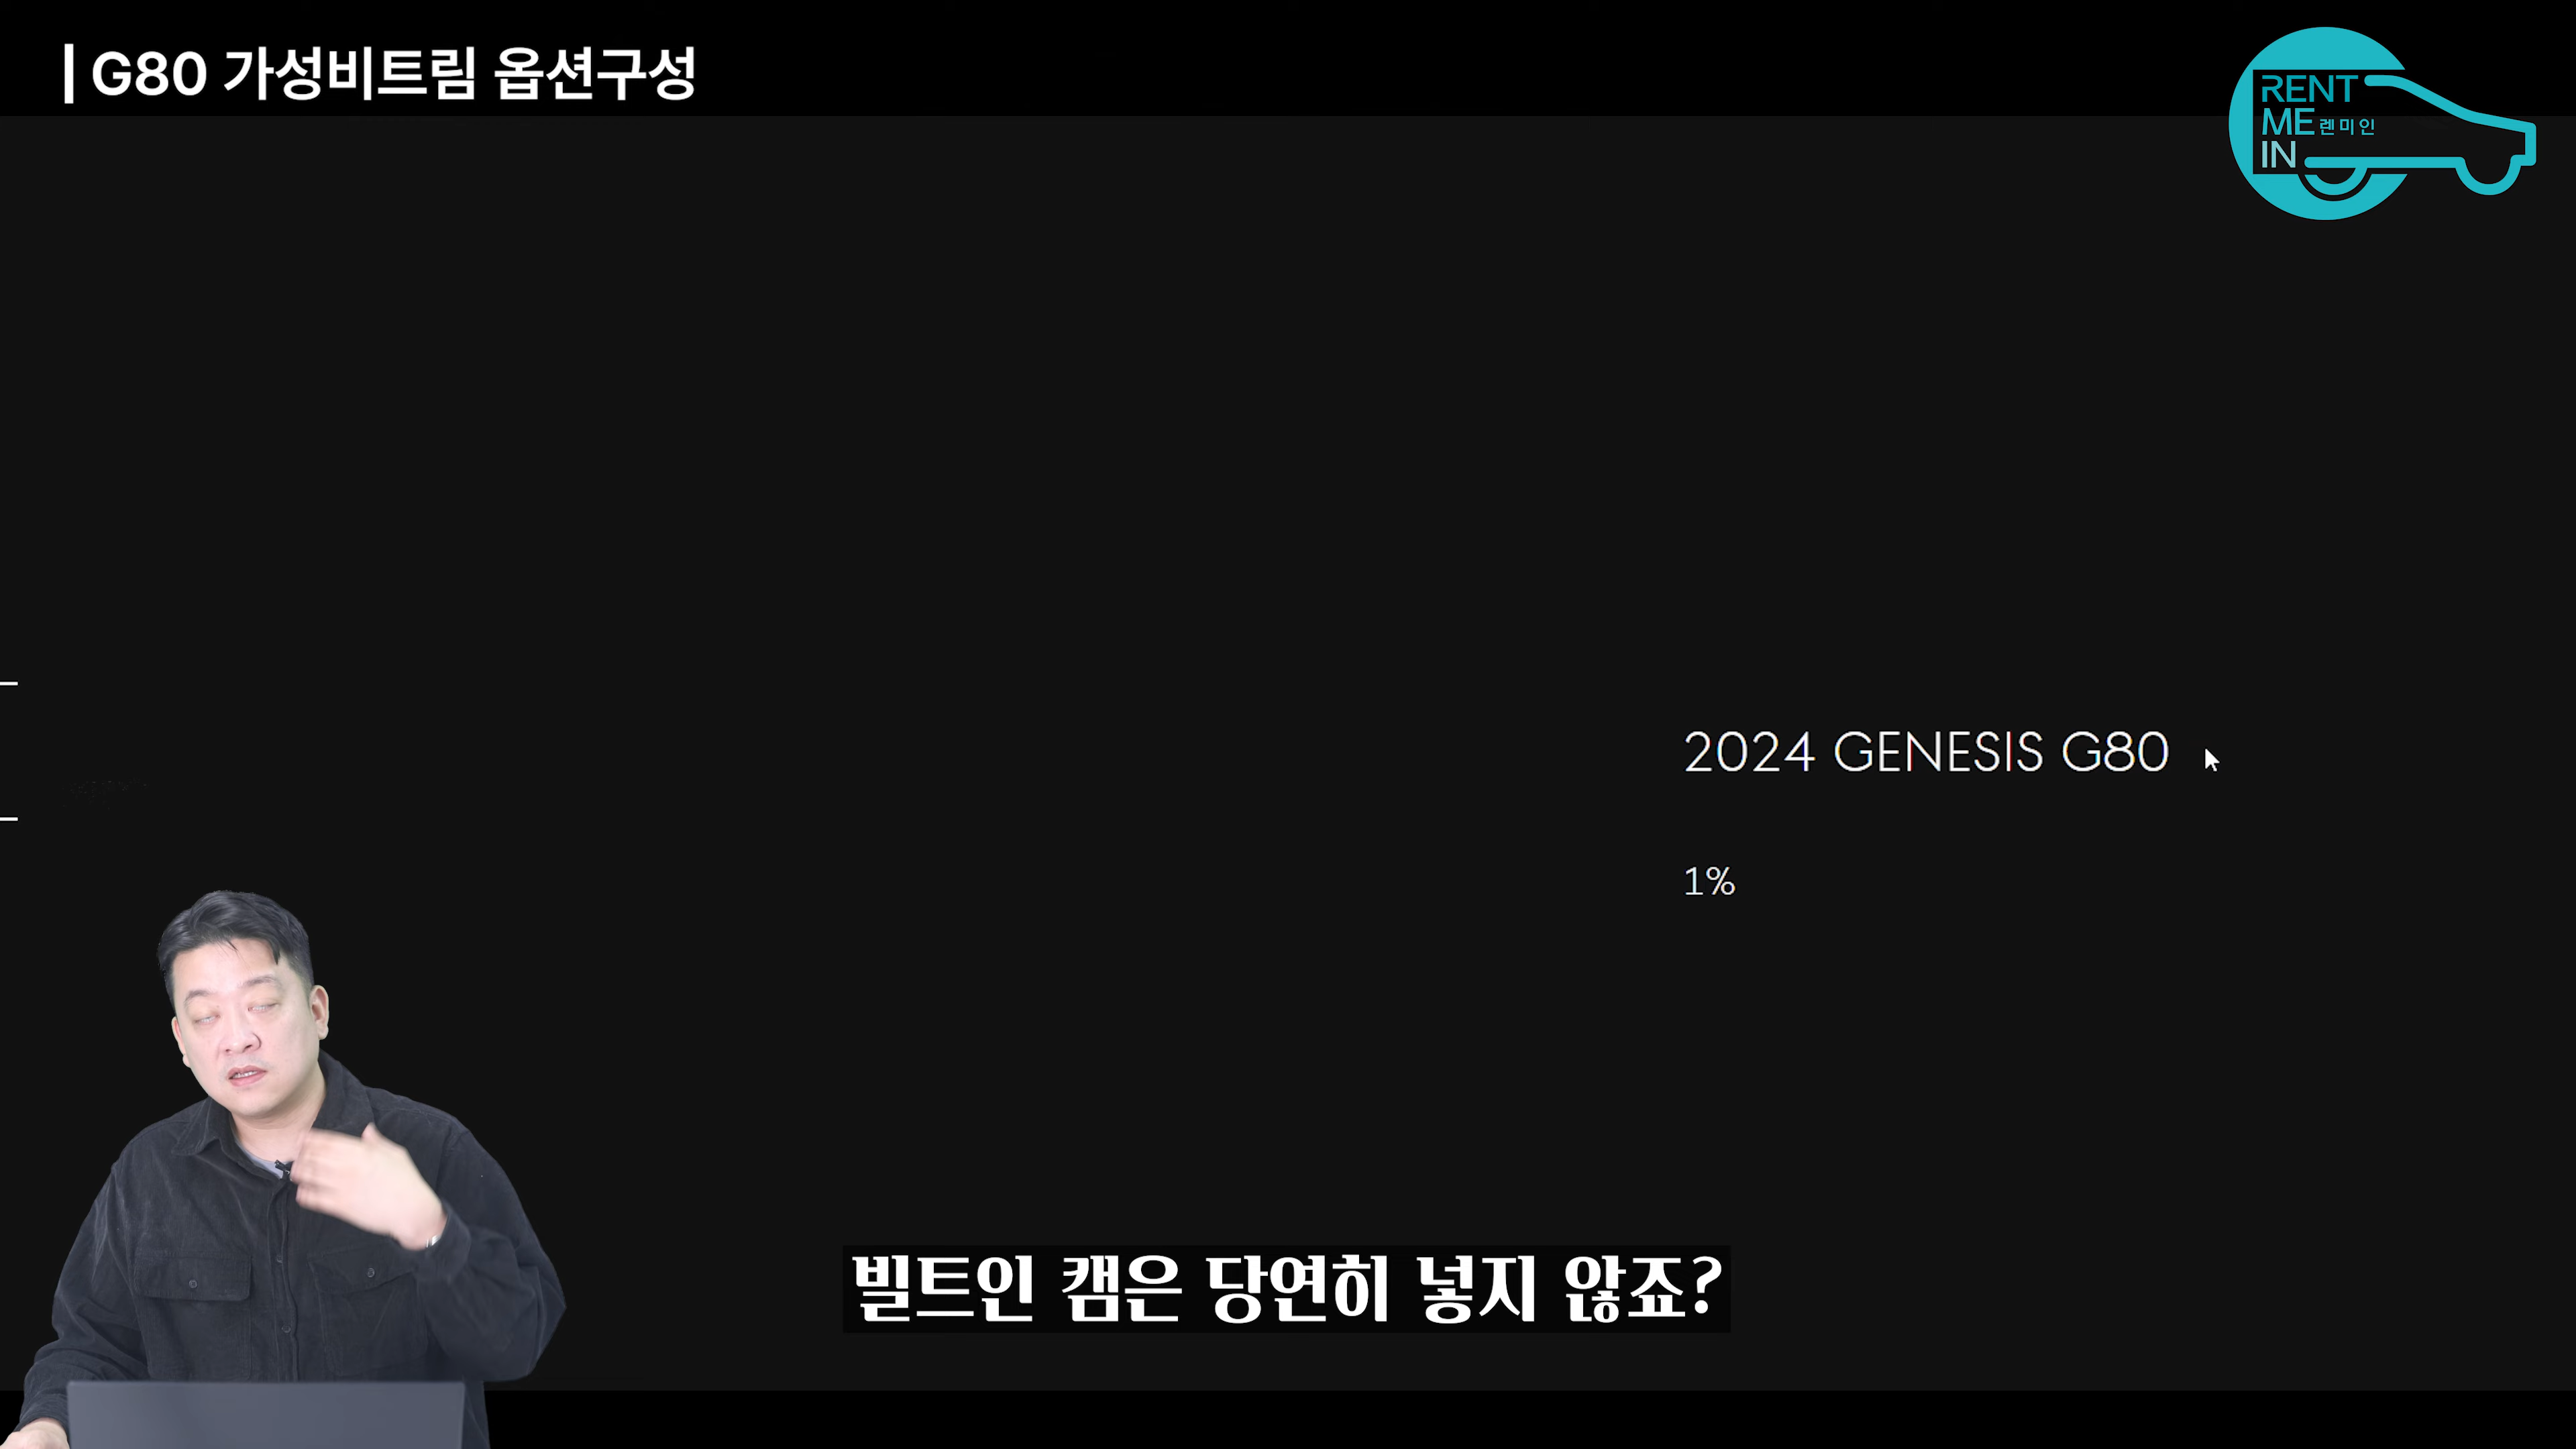 | G80 가성비트림 옵션구성
RENT
ME 렌미인
IN
2024 GENESIS G80
1%
빌트인 캠은 당연히 넣지 않죠?